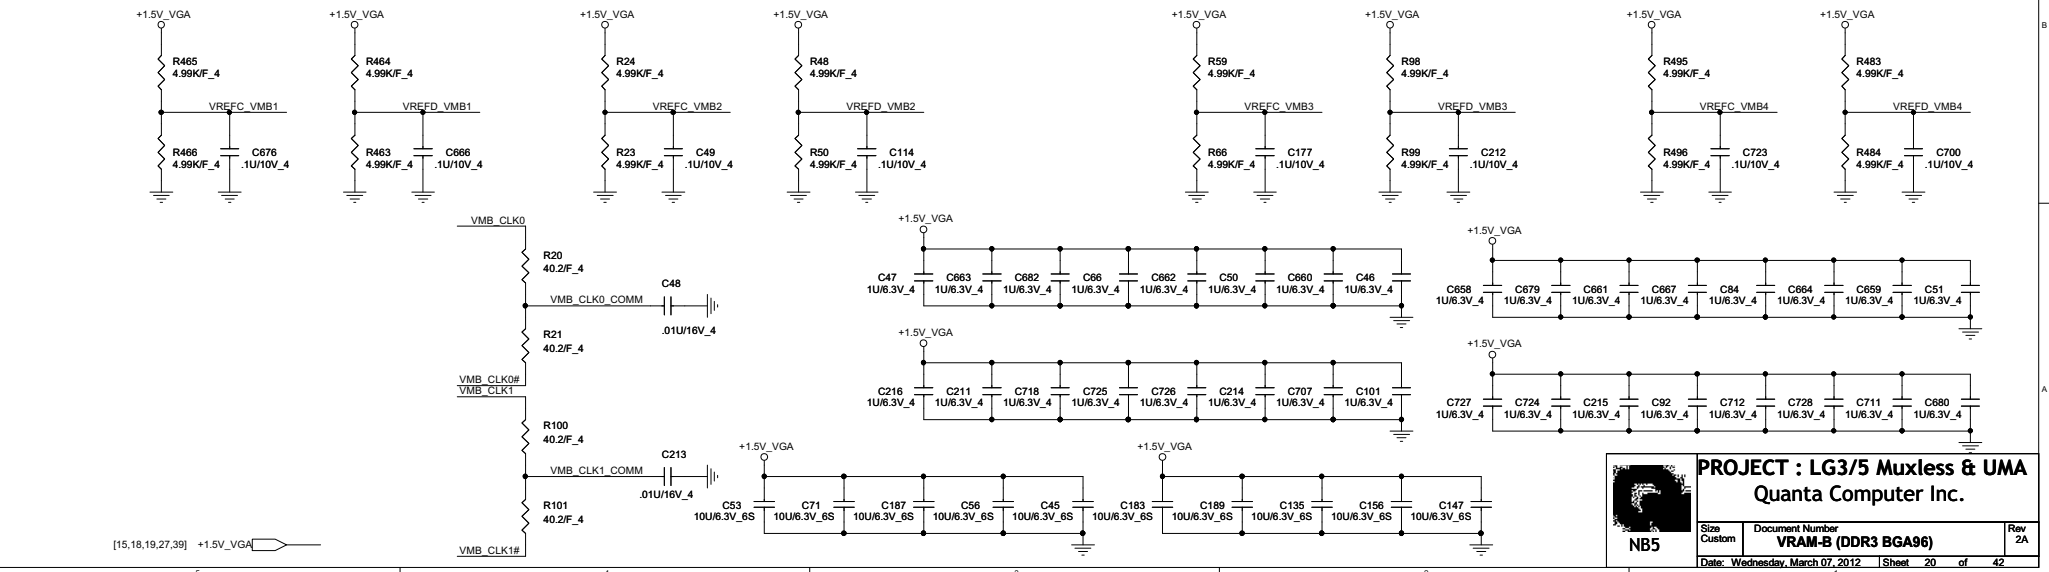 +1.5V_VGA +1.5V_VGA +1.5V_VGA +1.5V_VGA +1.5V_VGA +1.5V_VGA +1.5V_VGA +1.5V_VGA
B
R465 R464 R24 R48 R59 R98 R495 R483
4.99K/F_4 4.99K/F_4 4.99K/F_4 4.99K/F_4 4.99K/F_4 4.99K/F_4 4.99K/F_4 4.99K/F_4
VREFC_VMB1 VREFD_VMB1 VREFC_VMB2 VREFD_VMB2 VREFC_VMB3 VREFD_VMB3 VREFC_VMB4 VREFD_VMB4
R466 C676 R463 C666 R23 C49 R50 C114 R66 C177 R99 C212 R496 C723 R484 C700
4.99K/F_4 .1U/10V_4 4.99K/F_4 .1U/10V_4 4.99K/F_4 .1U/10V_4 4.99K/F_4 .1U/10V_4 4.99K/F_4 .1U/10V_4 4.99K/F_4 .1U/10V_4 4.99K/F_4 .1U/10V_4 4.99K/F_4 .1U/10V_4
VMB_CLK0
R20
40.2/F_4
C48
VMB_CLK0_COMM
.01U/16V_4
R21
40.2/F_4
VMB_CLK0#
VMB_CLK1
R100
40.2/F_4
C213
VMB_CLK1_COMM
.01U/16V_4
R101
40.2/F_4
VMB_CLK1#
[15,18,19,27,39] +1.5V_VGA
+1.5V_VGA
C47 C663 C682 C66 C662 C50 C660 C46
1U/6.3V_4 1U/6.3V_4 1U/6.3V_4 1U/6.3V_4 1U/6.3V_4 1U/6.3V_4 1U/6.3V_4 1U/6.3V_4
+1.5V_VGA
C658 C679 C661 C667 C84 C664 C659 C51
1U/6.3V_4 1U/6.3V_4 1U/6.3V_4 1U/6.3V_4 1U/6.3V_4 1U/6.3V_4 1U/6.3V_4 1U/6.3V_4
+1.5V_VGA
C216 C211 C718 C725 C726 C214 C707 C101
1U/6.3V_4 1U/6.3V_4 1U/6.3V_4 1U/6.3V_4 1U/6.3V_4 1U/6.3V_4 1U/6.3V_4 1U/6.3V_4
+1.5V_VGA
C727 C724 C215 C92 C712 C728 C711 C680
1U/6.3V_4 1U/6.3V_4 1U/6.3V_4 1U/6.3V_4 1U/6.3V_4 1U/6.3V_4 1U/6.3V_4 1U/6.3V_4
A
+1.5V_VGA
C53 C71 C187 C56 C45
10U/6.3V_6S 10U/6.3V_6S 10U/6.3V_6S 10U/6.3V_6S 10U/6.3V_6S
+1.5V_VGA
C183 C189 C135 C156 C147
10U/6.3V_6S 10U/6.3V_6S 10U/6.3V_6S 10U/6.3V_6S 10U/6.3V_6S
PROJECT : LG3/5 Muxless & UMA
Quanta Computer Inc.
NB5
Size Document Number Rev
Custom VRAM-B (DDR3 BGA96) 2A
Date: Wednesday, March 07, 2012 Sheet 20 of 42